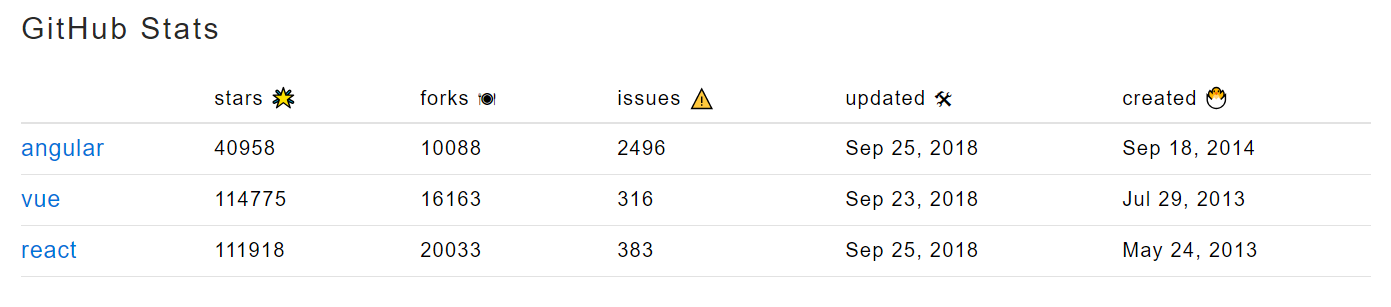 GitHub Stats
stars forks issues updated created
angular 40958 10088 2496 Sep 25, 2018 Sep 18, 2014
vue 114775 16163 316 Sep 23, 2018 Jul 29, 2013
react 111918 20033 383 Sep 25, 2018 May 24, 2013